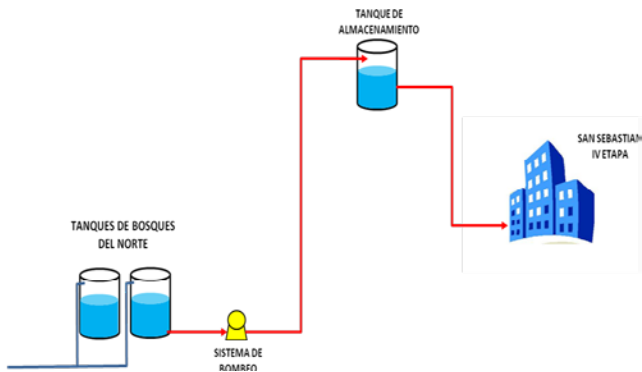 TANQUE DE
ALMACENAMIENTO
SAN SEBASTIAN
IV ETAPA
TANQUES DE BOSQUES
DEL NORTE
SISTEMA DE
BOMBEO